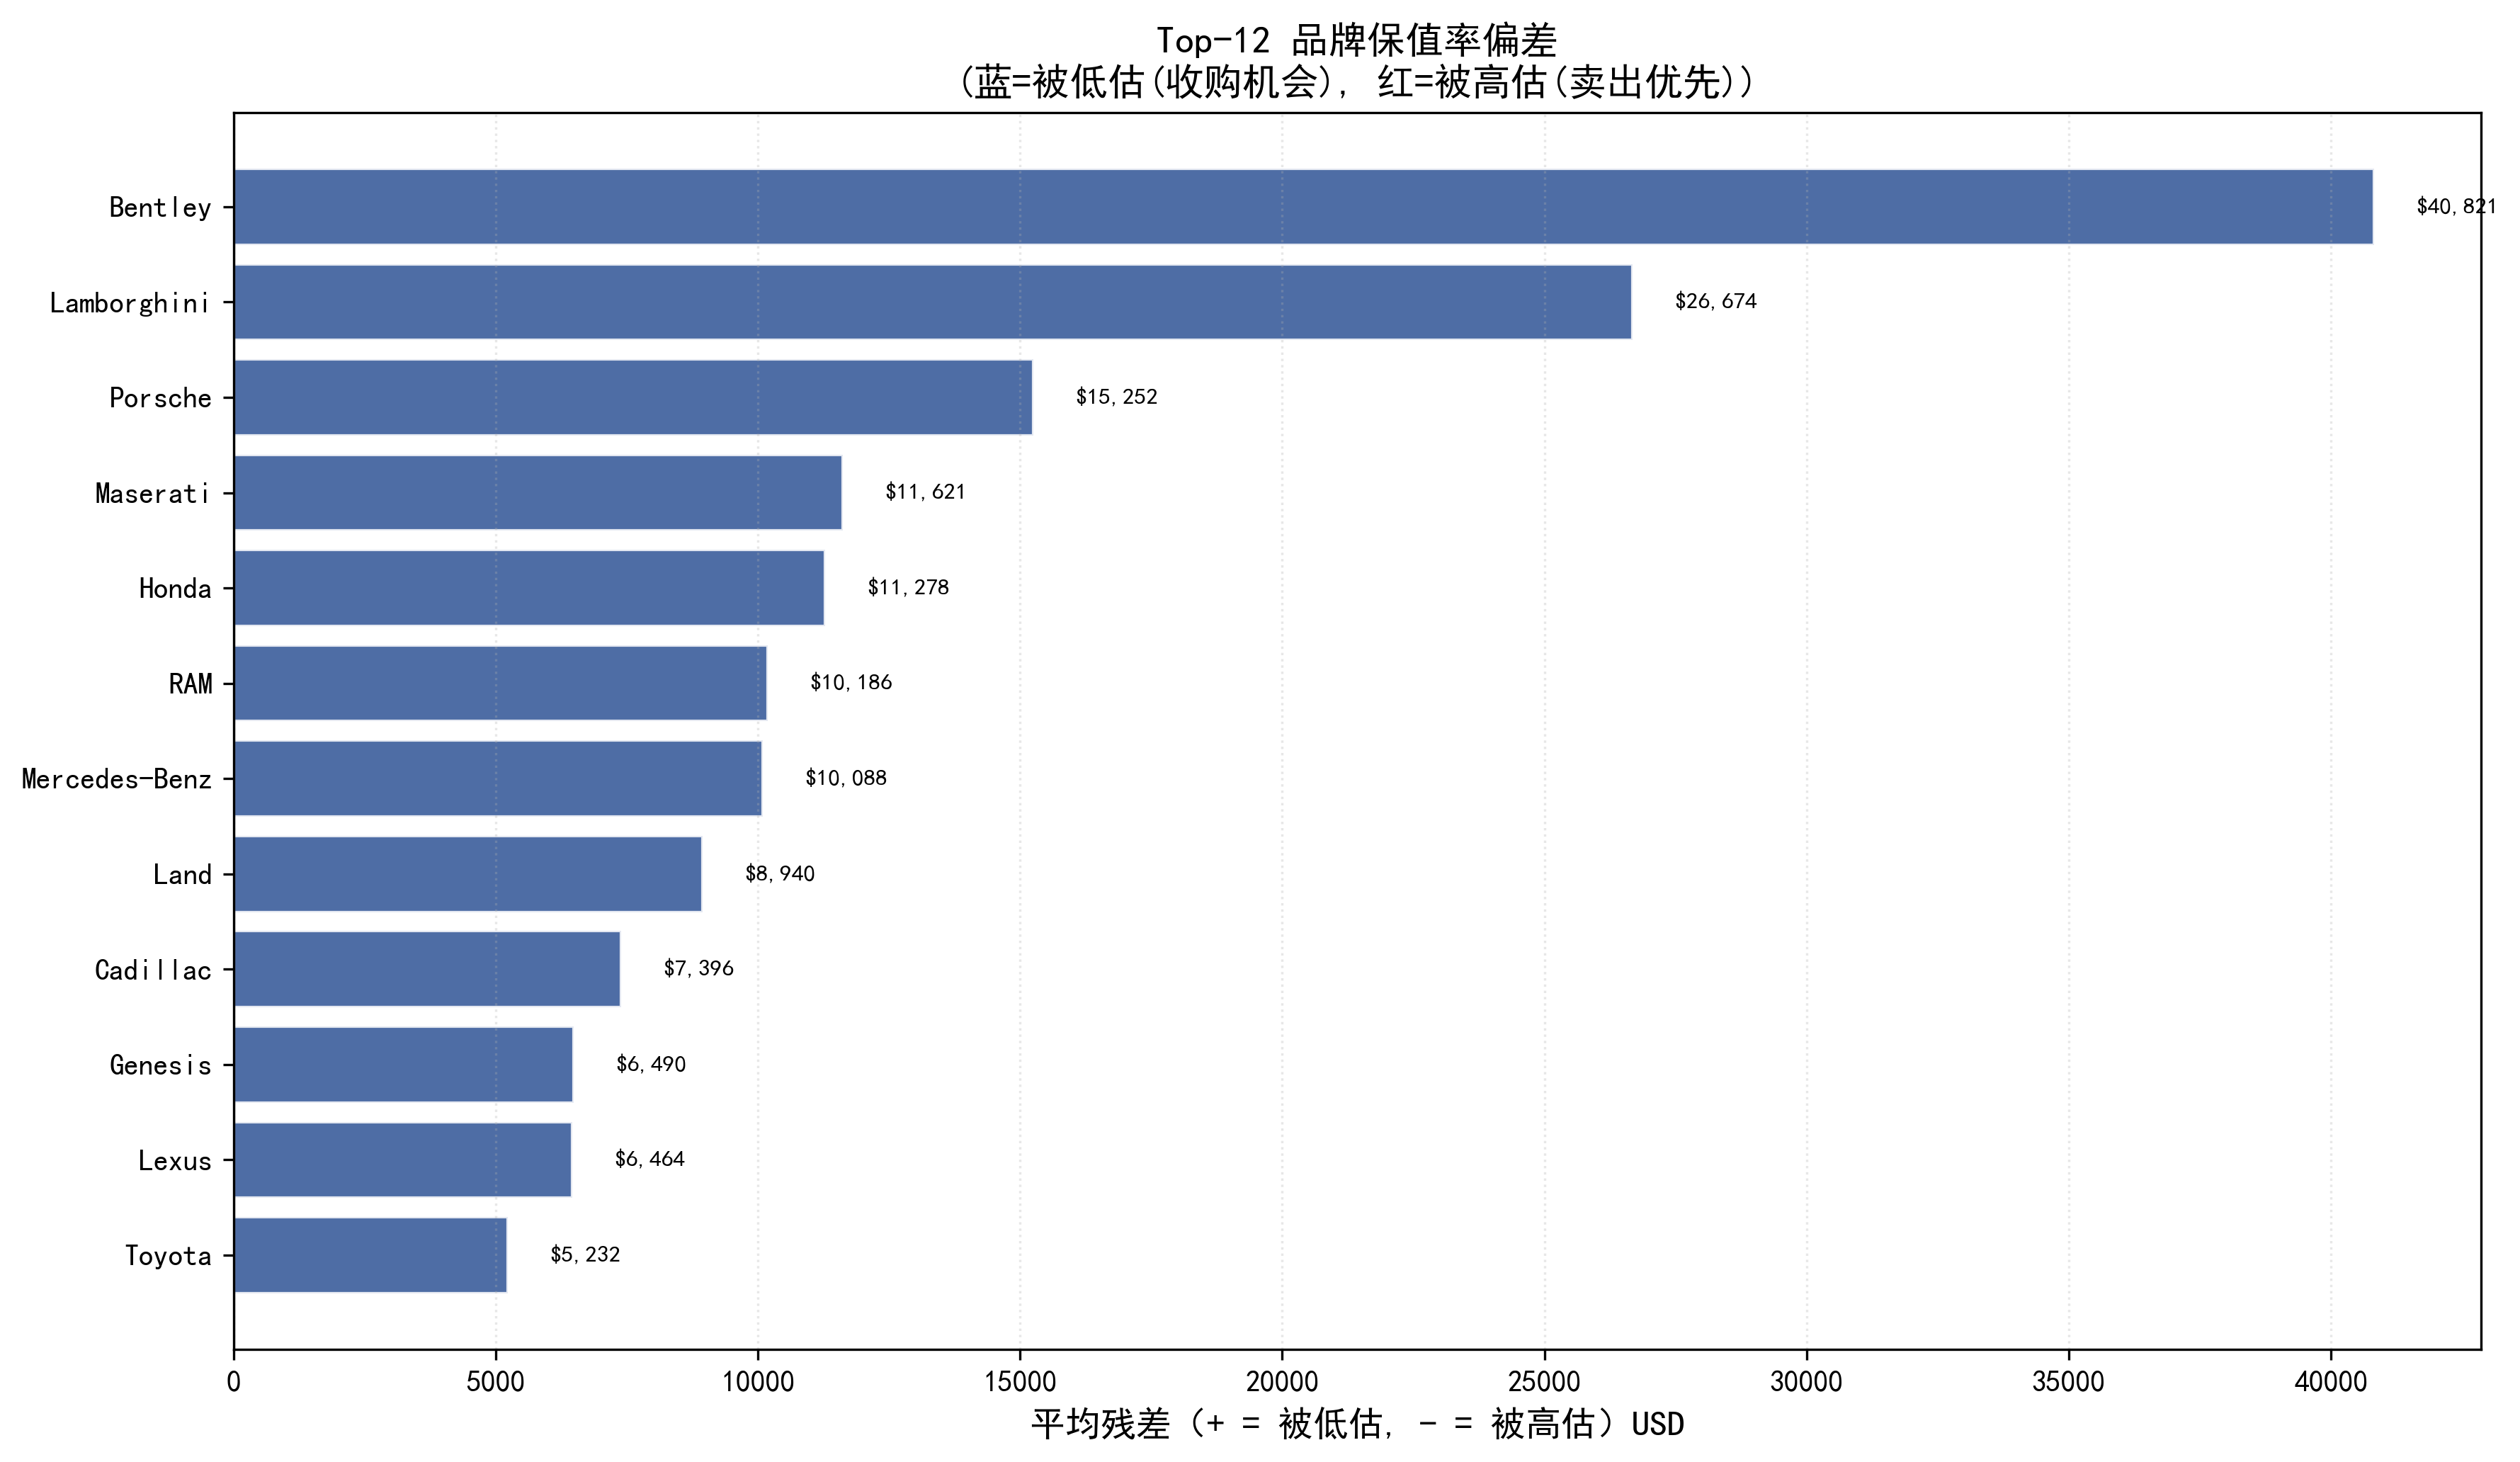 Top-12 品牌保值率偏差
(蓝=被低估(收购机会), 红=被高估(卖出优先))
Bentley $40,821
Lamborghini $26,674
Porsche $15,252
Maserati $11,621
Honda $11,278
RAM $10,186
Mercedes-Benz $10,088
Land $8,940
Cadillac $7,396
Genesis $6,490
Lexus $6,464
Toyota $5,232
0 5000 10000 15000 20000 25000 30000 35000 40000
平均残差 (+ = 被低估, - = 被高估) USD